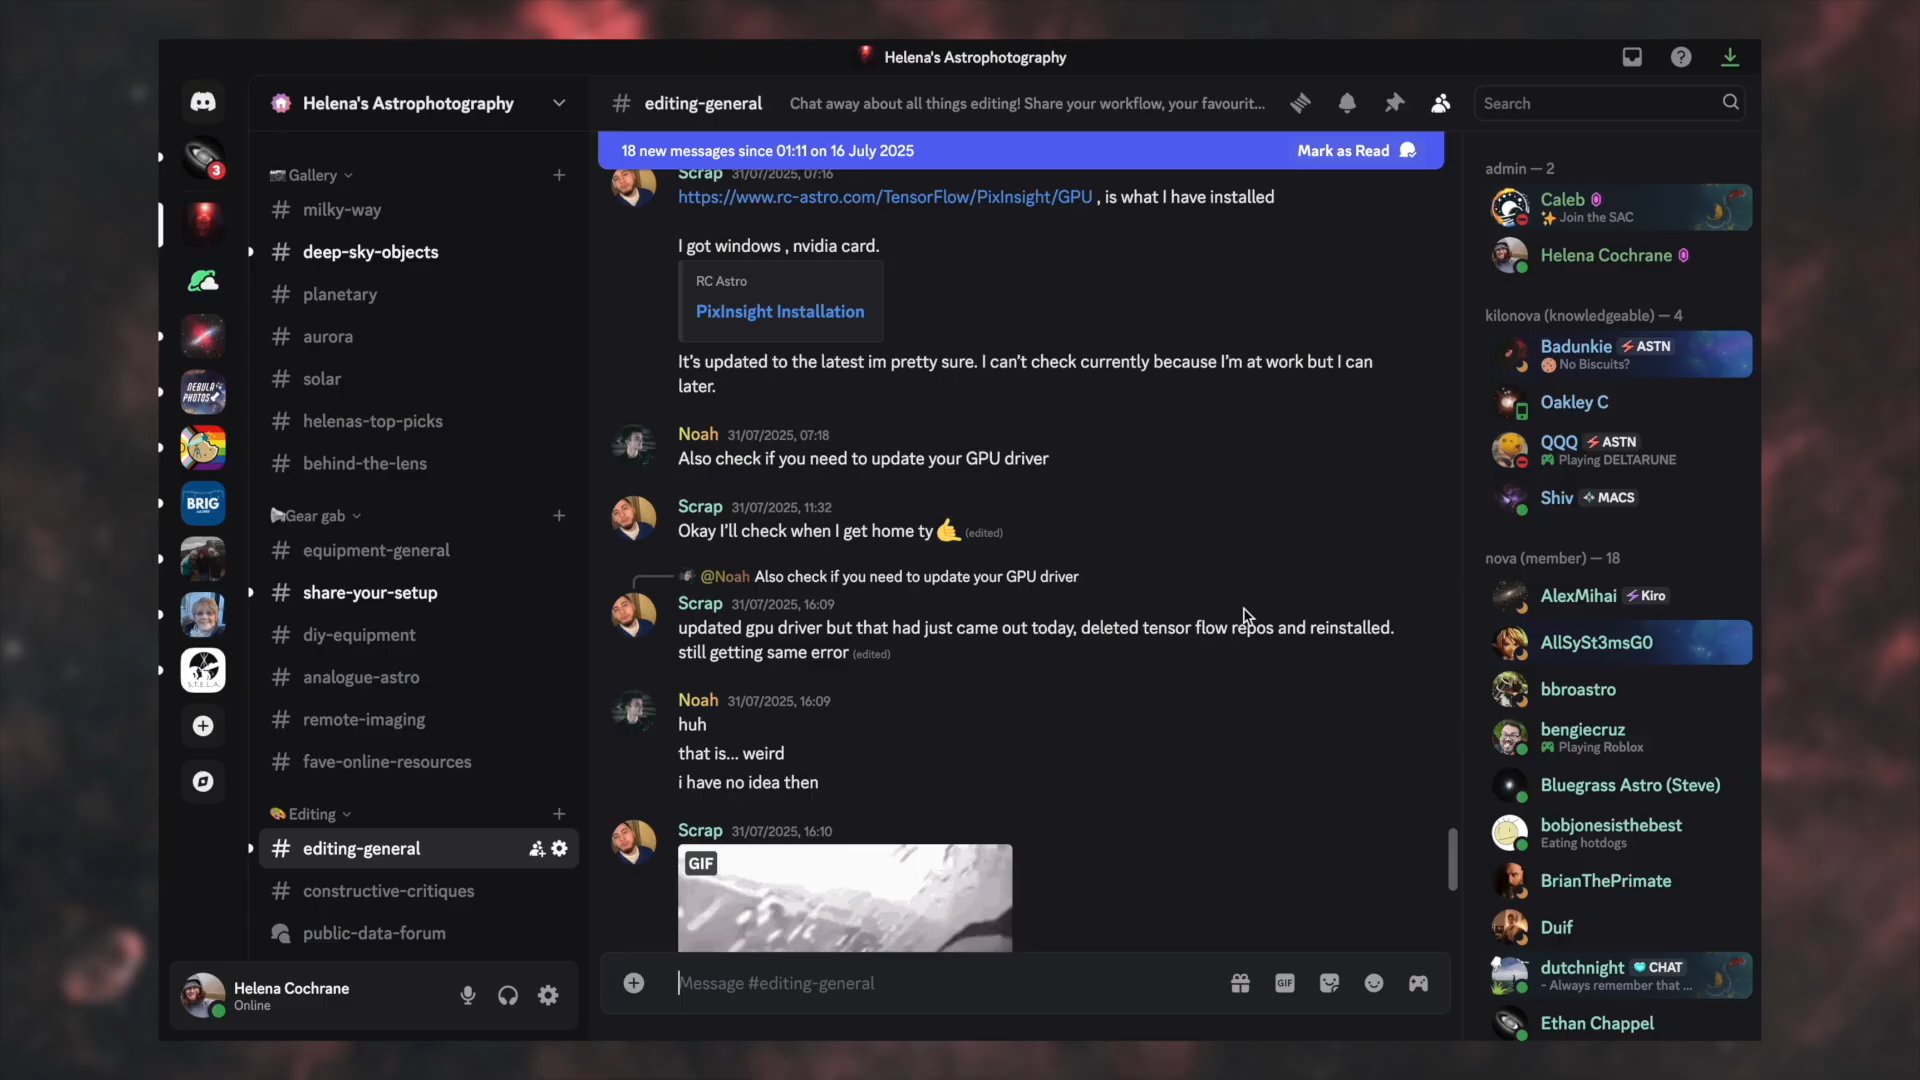 Helena's Astrophotography
Helena's Astrophotography
3
NEBULA
PHOTOS
BRIG
S.T.E.L.A.
Gallery
milky-way
deep-sky-objects
planetary
aurora
solar
helenas-top-picks
behind-the-lens
Gear gab
equipment-general
share-your-setup
diy-equipment
analogue-astro
remote-imaging
fave-online-resources
Editing
editing-general
constructive-critiques
public-data-forum
Helena Cochrane
Online
# editing-general Chat away about all things editing! Share your workflow, your favourit...
Search
18 new messages since 01:11 on 16 July 2025
Mark as Read
Scrap 31/07/2025, 07:16
https://www.rc-astro.com/TensorFlow/PixInsight/GPU , is what I have installed
I got windows , nvidia card.
RC Astro
PixInsight Installation
It's updated to the latest im pretty sure. I can't check currently because I'm at work but I can
later.
Noah 31/07/2025, 07:18
Also check if you need to update your GPU driver
Scrap 31/07/2025, 11:32
Okay I'll check when I get home ty 🤙 (edited)
@Noah Also check if you need to update your GPU driver
Scrap 31/07/2025, 16:09
updated gpu driver but that had just came out today, deleted tensor flow repos and reinstalled.
still getting same error (edited)
Noah 31/07/2025, 16:09
huh
that is... weird
i have no idea then
Scrap 31/07/2025, 16:10
GIF
Message #editing-general
GIF
admin — 2
Caleb
✨ Join the SAC
Helena Cochrane
kilonova (knowledgeable) — 4
Badunkie ASTN
🍪 No Biscuits?
Oakley C
QQQ ASTN
Playing DELTARUNE
Shiv MACS
nova (member) — 18
AlexMihai Kiro
AllSySt3msG0
bbroastro
bengiecruz
Playing Roblox
Bluegrass Astro (Steve)
bobjonesisthebest
Eating hotdogs
BrianThePrimate
Duif
dutchnight CHAT
- Always remember that ...
Ethan Chappel